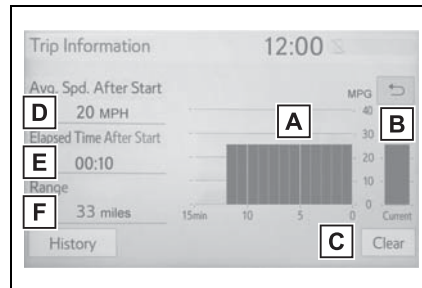 Trip Information 12:00
Avg. Spd. After Start
MPG
D 20 MPH
A
40
B
30
Elapsed Time After Start
E 00:10
20
Range
10
F 33 miles
0
15min 10 5 0 Current
History
C
Clear